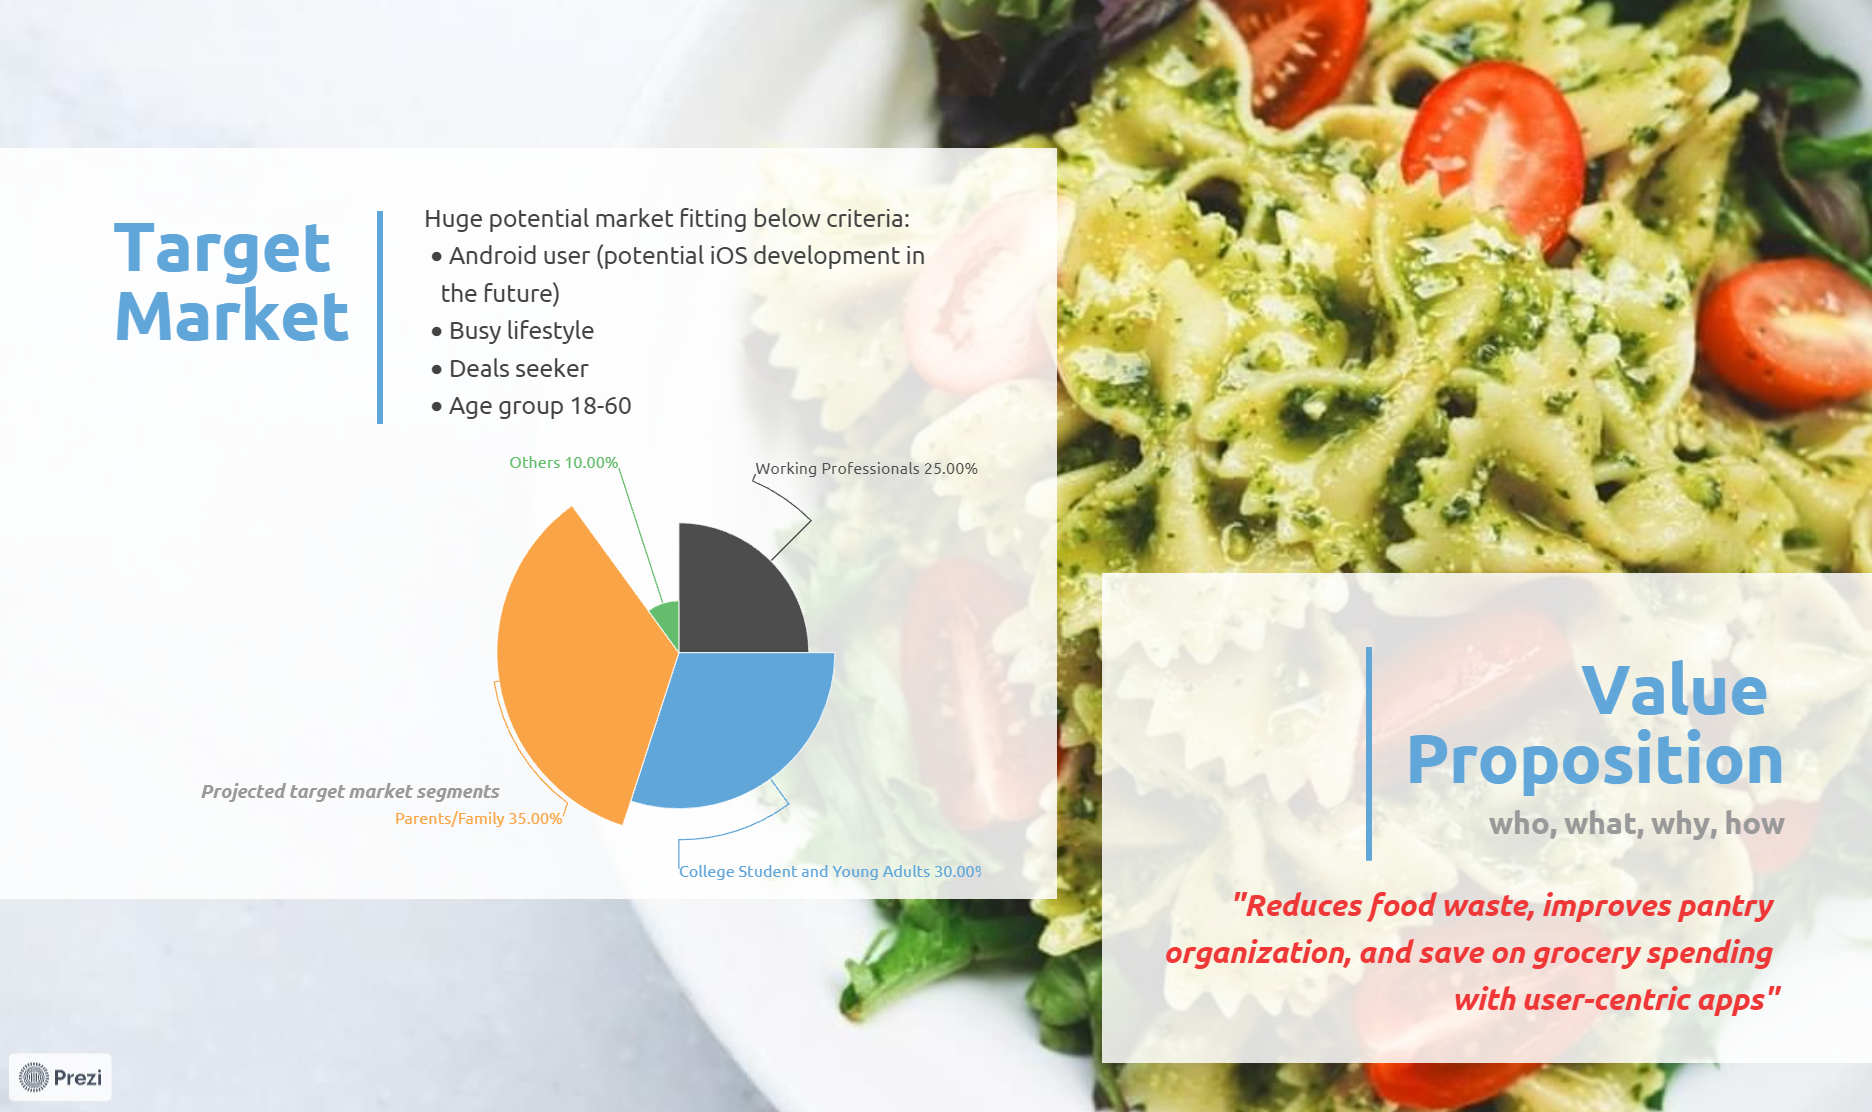 Target
Market
Huge potential market fitting below criteria:
• Android user (potential iOS development in
the future)
• Busy lifestyle
• Deals seeker
• Age group 18-60
Others 10.00%
Working Professionals 25.00%
Projected target market segments
Parents/Family 35.00%
College Student and Young Adults 30.00%
Value
Proposition
who, what, why, how
"Reduces food waste, improves pantry
organization, and save on grocery spending
with user-centric apps"
Prezi